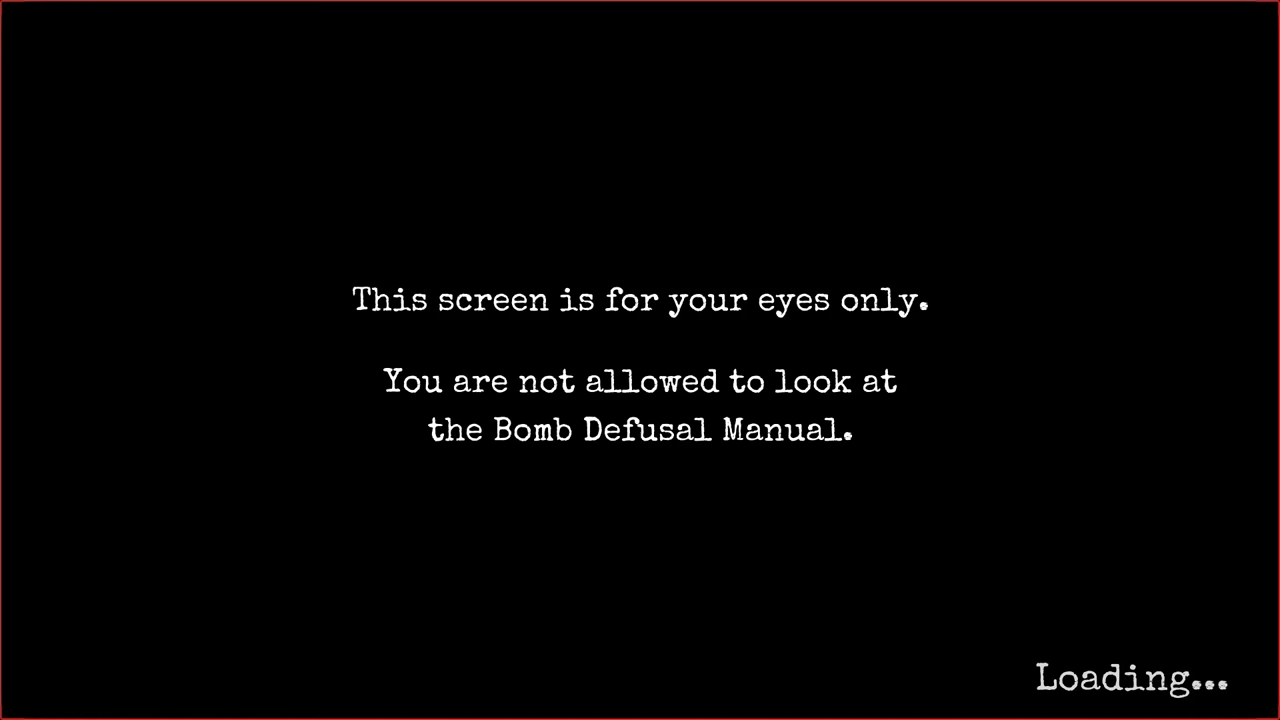 This screen is for your eyes only.
You are not allowed to look at
the Bomb Defusal Manual.
Loading...